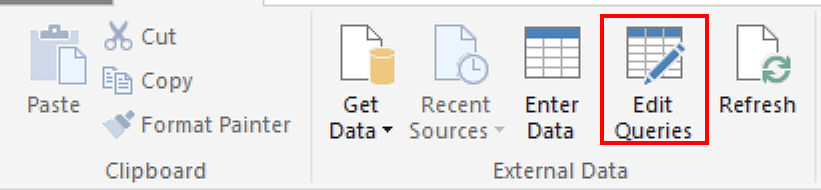 Paste
Cut
Copy
Format Painter
Clipboard
Get
Data
Recent
Sources
Enter
Data
Edit
Queries
Refresh
External Data